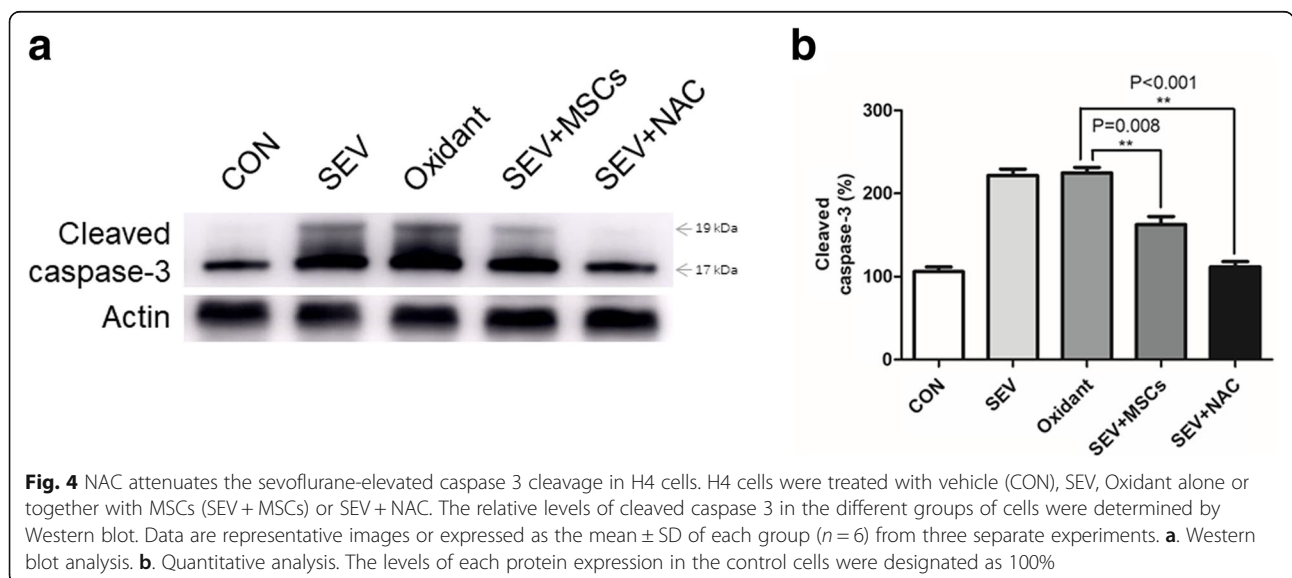 a
CON
SEV
Oxidant
SEV+MSCs
SEV+NAC
Cleaved
caspase-3
19 kDa
17 kDa
Actin
b
P<0.001
**
P=0.008
**
Cleaved
caspase-3 (%)
300
200
100
0
CON
SEV
Oxidant
SEV+MSCs
SEV+NAC
Fig. 4 NAC attenuates the sevoflurane-elevated caspase 3 cleavage in H4 cells. H4 cells were treated with vehicle (CON), SEV, Oxidant alone or
together with MSCs (SEV + MSCs) or SEV + NAC. The relative levels of cleaved caspase 3 in the different groups of cells were determined by
Western blot. Data are representative images or expressed as the mean ± SD of each group (n = 6) from three separate experiments. a. Western
blot analysis. b. Quantitative analysis. The levels of each protein expression in the control cells were designated as 100%